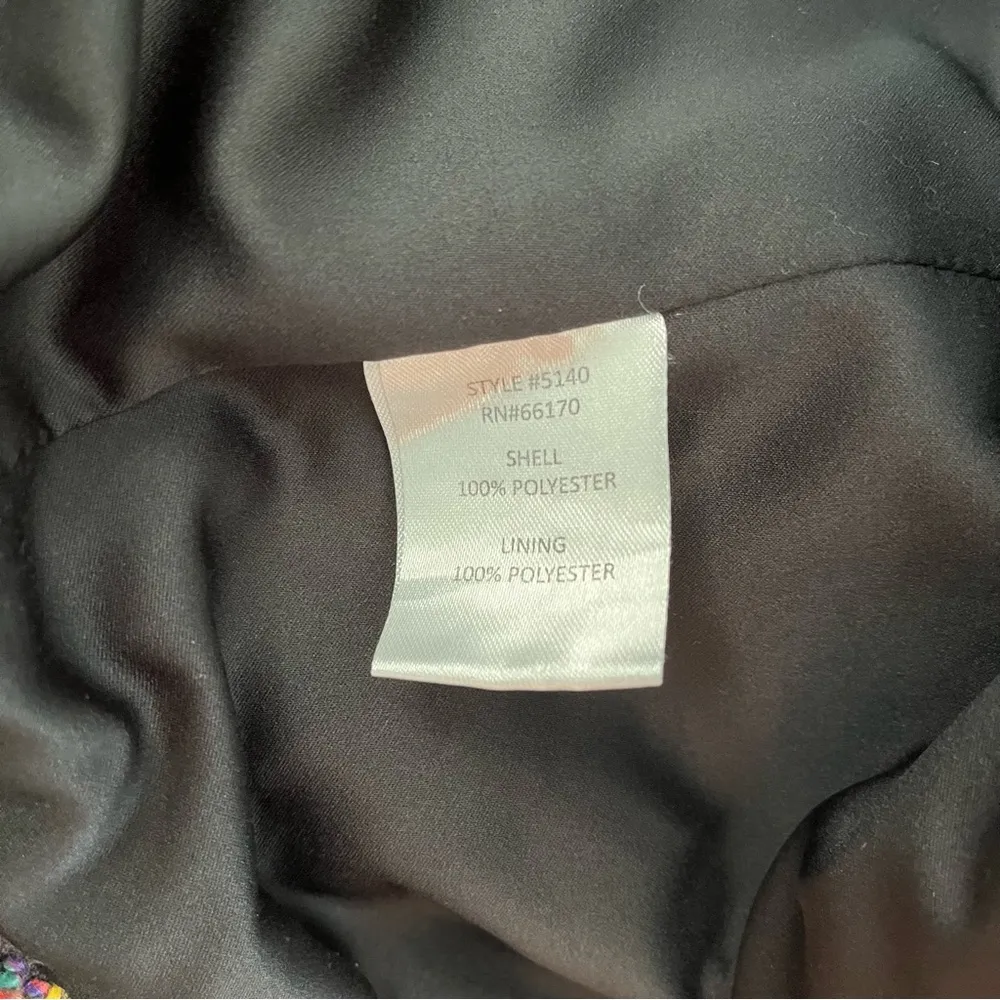 STYLE #5140
RN#66170
SHELL
100% POLYESTER
LINING
100% POLYESTER